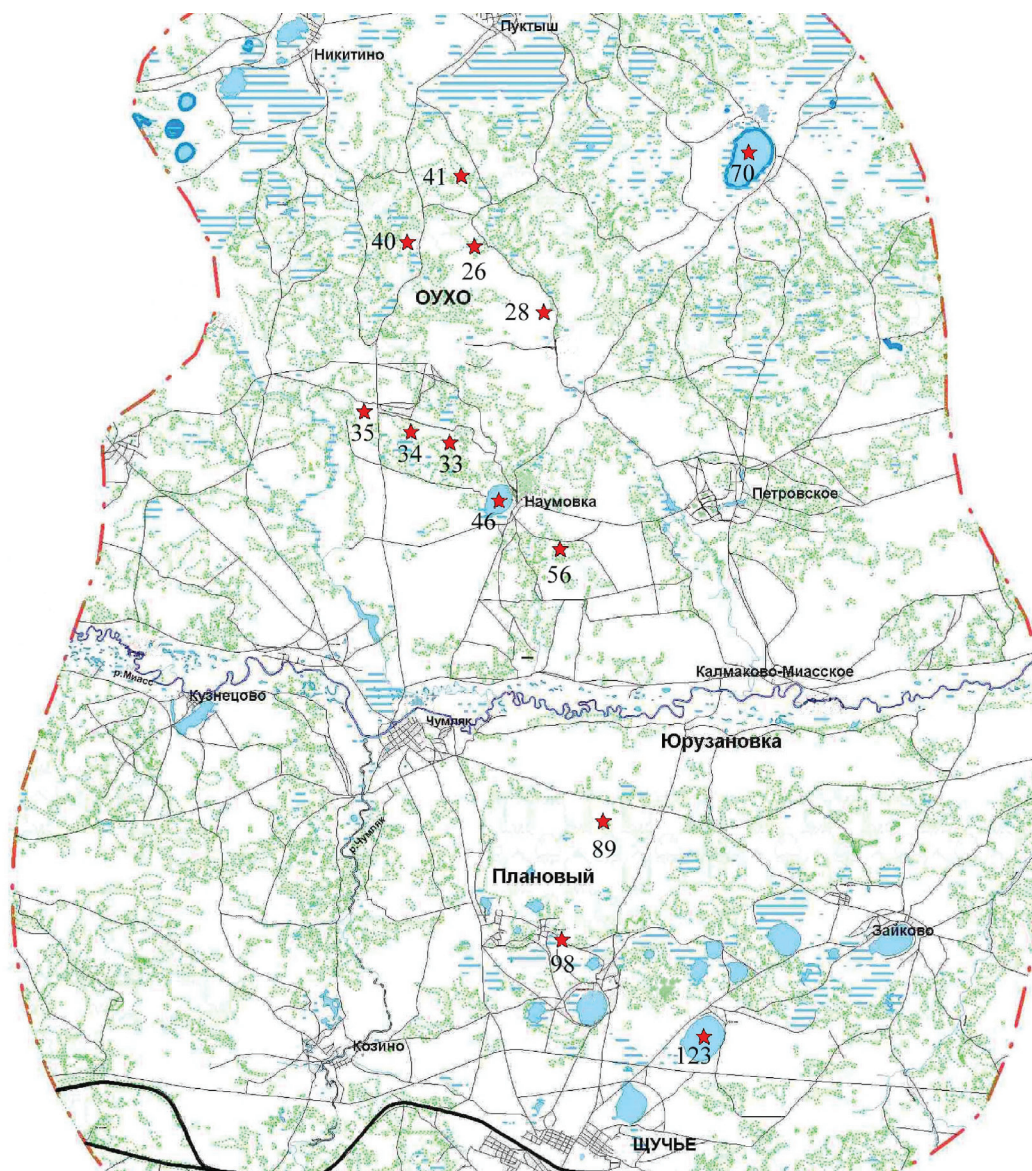 Пуктыш
Никитино
70
41
40
26
ОУХО
28
35
34
33
Петровское
Наумовка
46
56
Калмаково-Миасское
р.Миасс
Кузнецово
Чумляк
Юрузановка
р.Чумляк
89
Плановый
Зайково
98
Козино
123
ЩУЧЬЕ